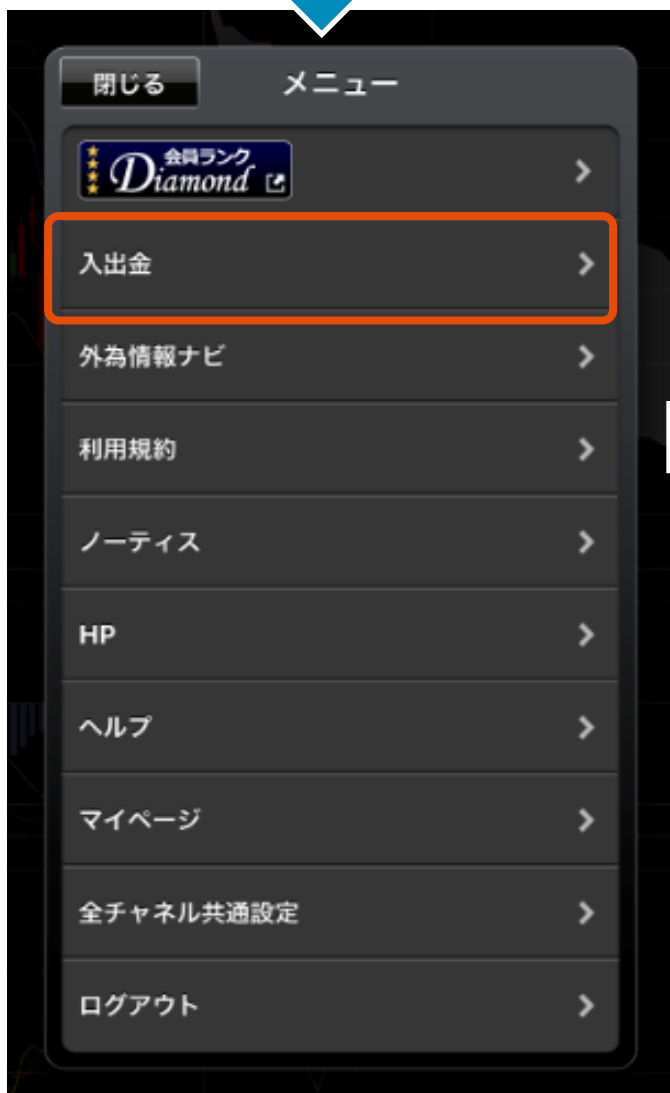 閉じる
メニュー
会員ランク
Diamond
入出金
外為情報ナビ
利用規約
ノーティス
HP
ヘルプ
マイページ
全チャネル共通設定
ログアウト